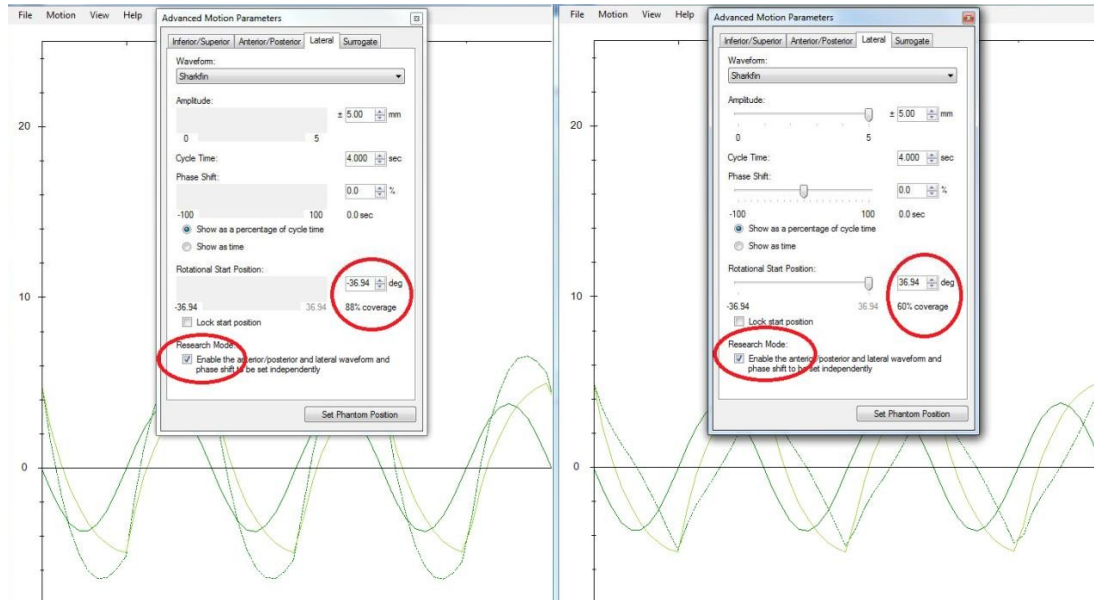 File Motion View Help
Advanced Motion Parameters
Inferior/Superior Anterior/Posterior Lateral Surrogate
Waveform:
Sharkfin
Amplitude:
± 5.00 mm
0 5
Cycle Time: 4.000 sec
Phase Shift:
0.0 %
-100 100 0.0 sec
Show as a percentage of cycle time
Show as time
Rotational Start Position:
-36.94 deg
-36.94 36.94 88% coverage
Lock start position
Research Mode:
Enable the anterior/posterior and lateral waveform and
phase shift to be set independently
Set Phantom Position
20
10
0
File Motion View Help
Advanced Motion Parameters
Inferior/Superior Anterior/Posterior Lateral Surrogate
Waveform:
Sharkfin
Amplitude:
± 5.00 mm
0 5
Cycle Time: 4.000 sec
Phase Shift:
0.0 %
-100 100 0.0 sec
Show as a percentage of cycle time
Show as time
Rotational Start Position:
36.94 deg
-36.94 36.94 60% coverage
Lock start position
Research Mode:
Enable the anterior/posterior and lateral waveform and
phase shift to be set independently
Set Phantom Position
20
10
0